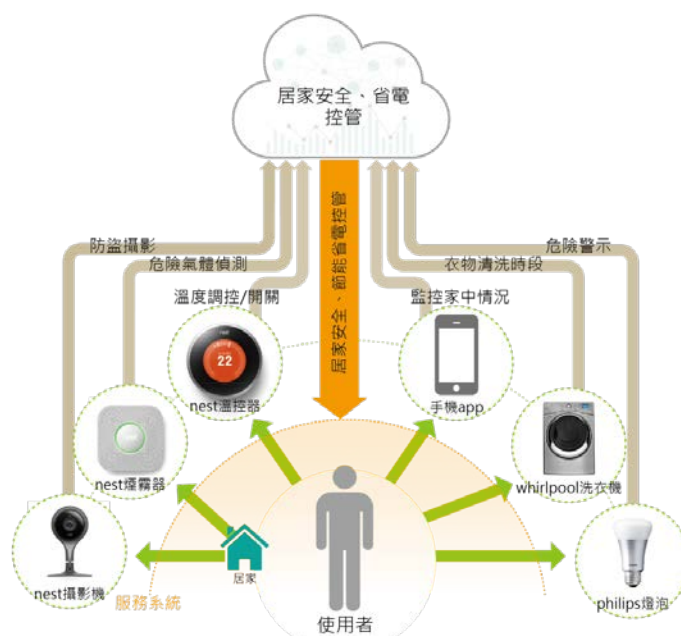 居家安全、省電
控管
防盜攝影
危險警示
危險氣體偵測
衣物清洗時段
溫度調控/開關
監控家中情況
居家安全、節能省電控管
22
nest溫控器
手機app
nest煙霧器
whirlpool洗衣機
nest攝影機
居家
philips燈泡
服務系統
使用者